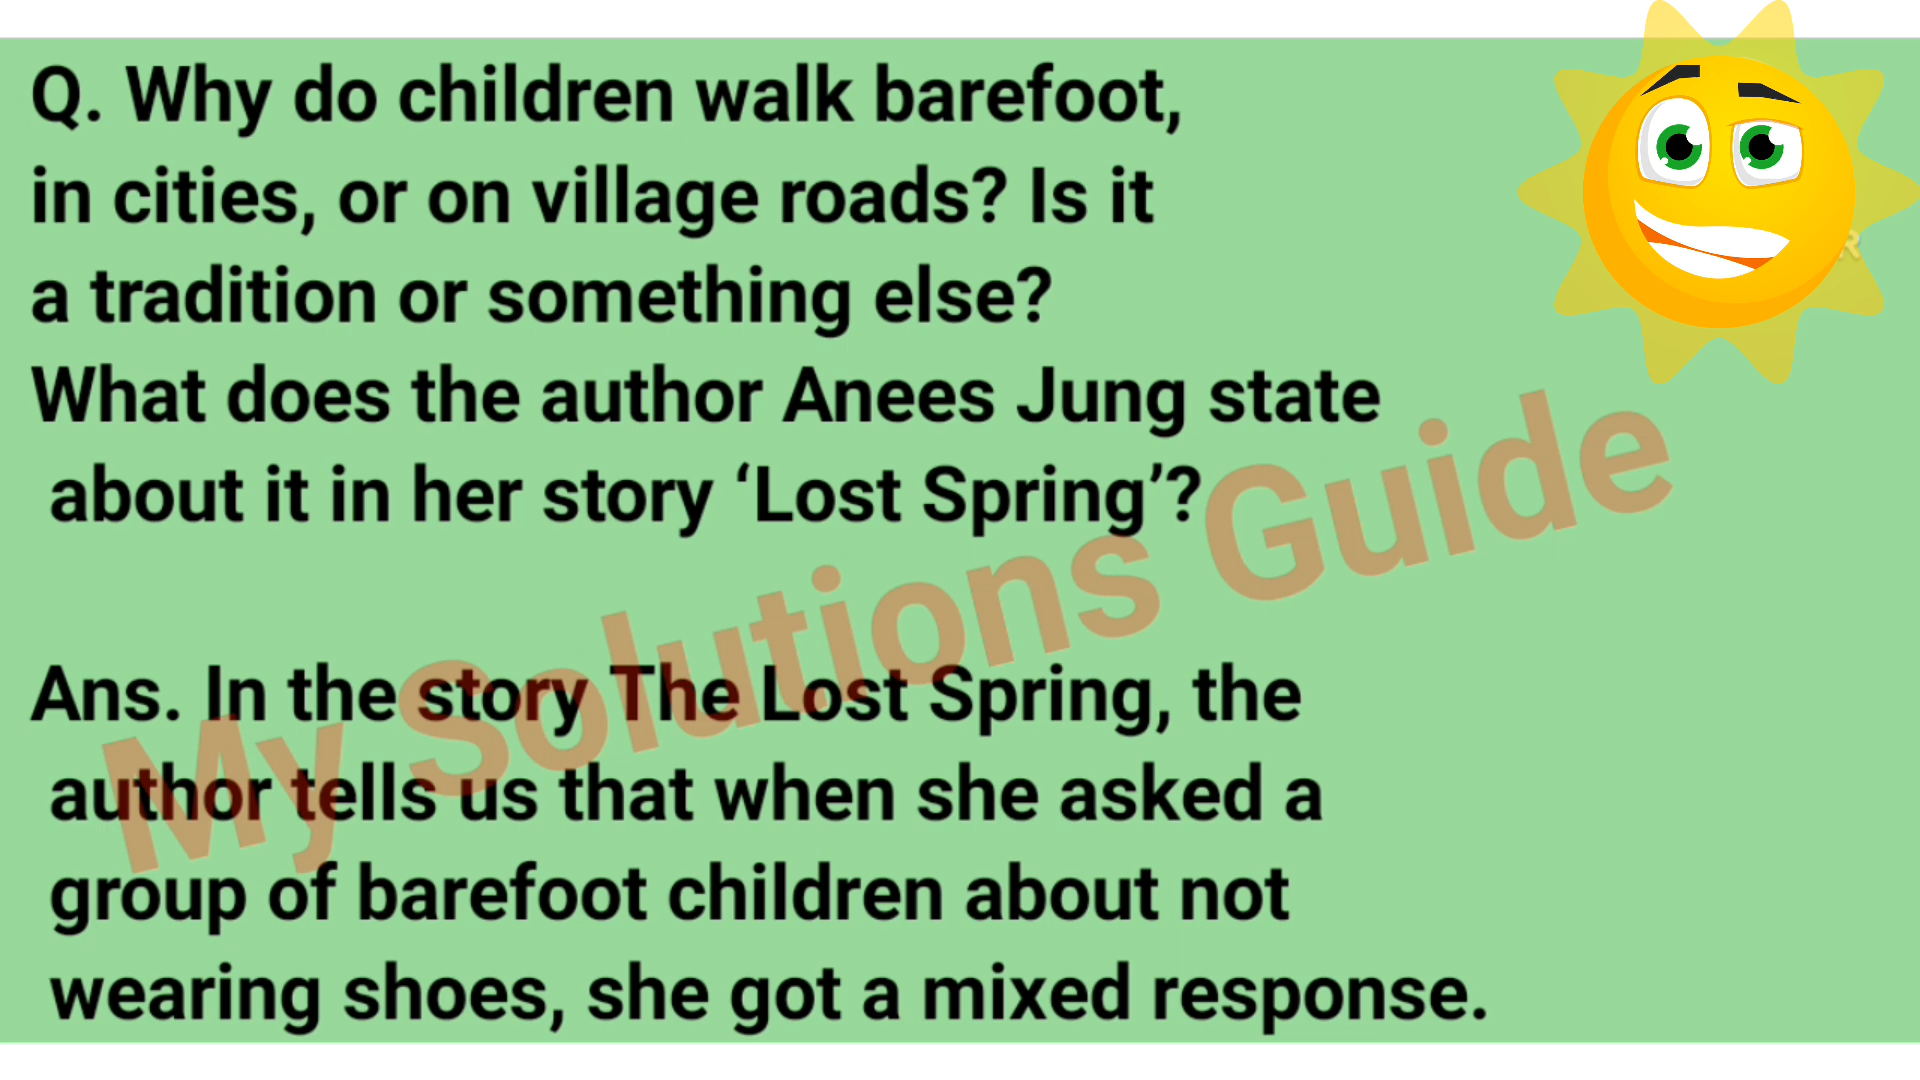 Q. Why do children walk barefoot,
in cities, or on village roads? Is it
a tradition or something else?
What does the author Anees Jung state
about it in her story ‘Lost Spring’?
Ans. In the story The Lost Spring, the
author tells us that when she asked a
group of barefoot children about not
wearing shoes, she got a mixed response.
My Solutions Guide